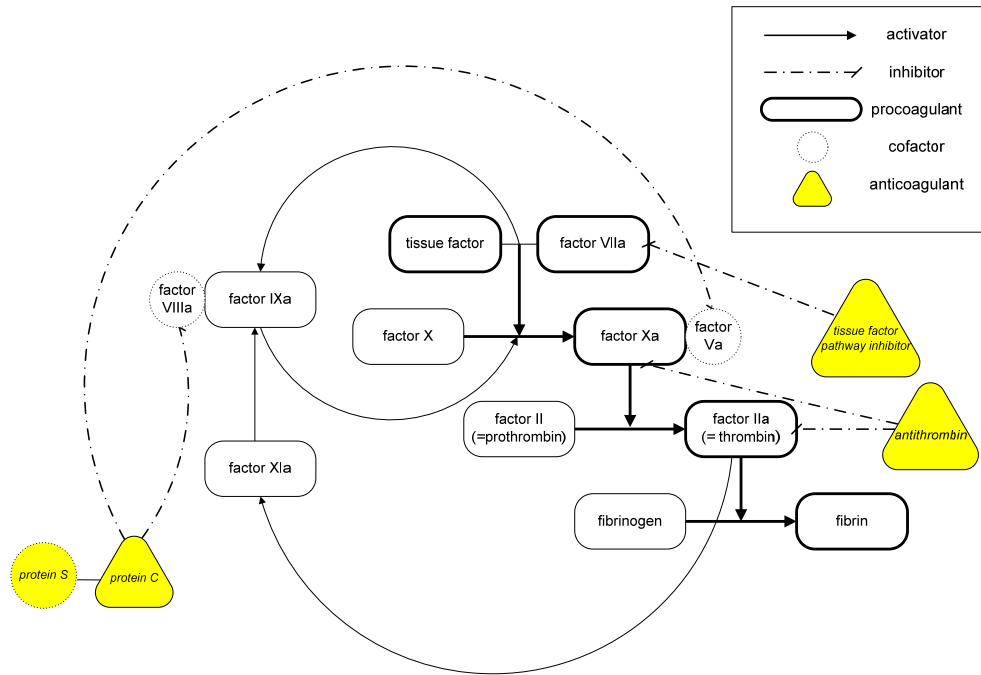 activator
inhibitor
procoagulant
cofactor
anticoagulant
tissue factor
factor VIIa
factor
VIIIa
factor IXa
factor X
factor Xa
factor
Va
tissue factor
pathway inhibitor
factor II
(=prothrombin)
factor IIa
(= thrombin)
antithrombin
factor XIa
fibrinogen
fibrin
protein S
protein C